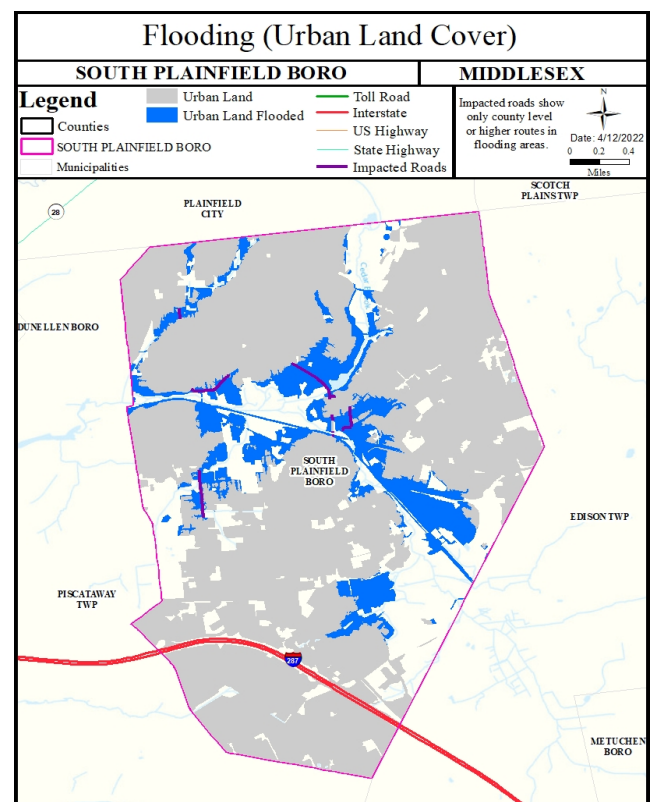 Flooding (Urban Land Cover)
SOUTH PLAINFIELD BORO
MIDDLESEX
Legend
Counties
SOUTH PLAINFIELD BORO
Municipalities
Urban Land
Urban Land Flooded
Toll Road
Interstate
US Highway
State Highway
Impacted Roads
Impacted roads show
only county level
or higher routes in
flooding areas.
N
Date: 4/12/2022
0 0.2 0.4
Miles
SCOTCH
PLAINS TWP
PLAINFIELD
CITY
28
Cedar
DUNELLEN BORO
SOUTH
PLAINFIELD
BORO
EDISON TWP
PISCATAWAY
TWP
287
METUCHEN
BORO